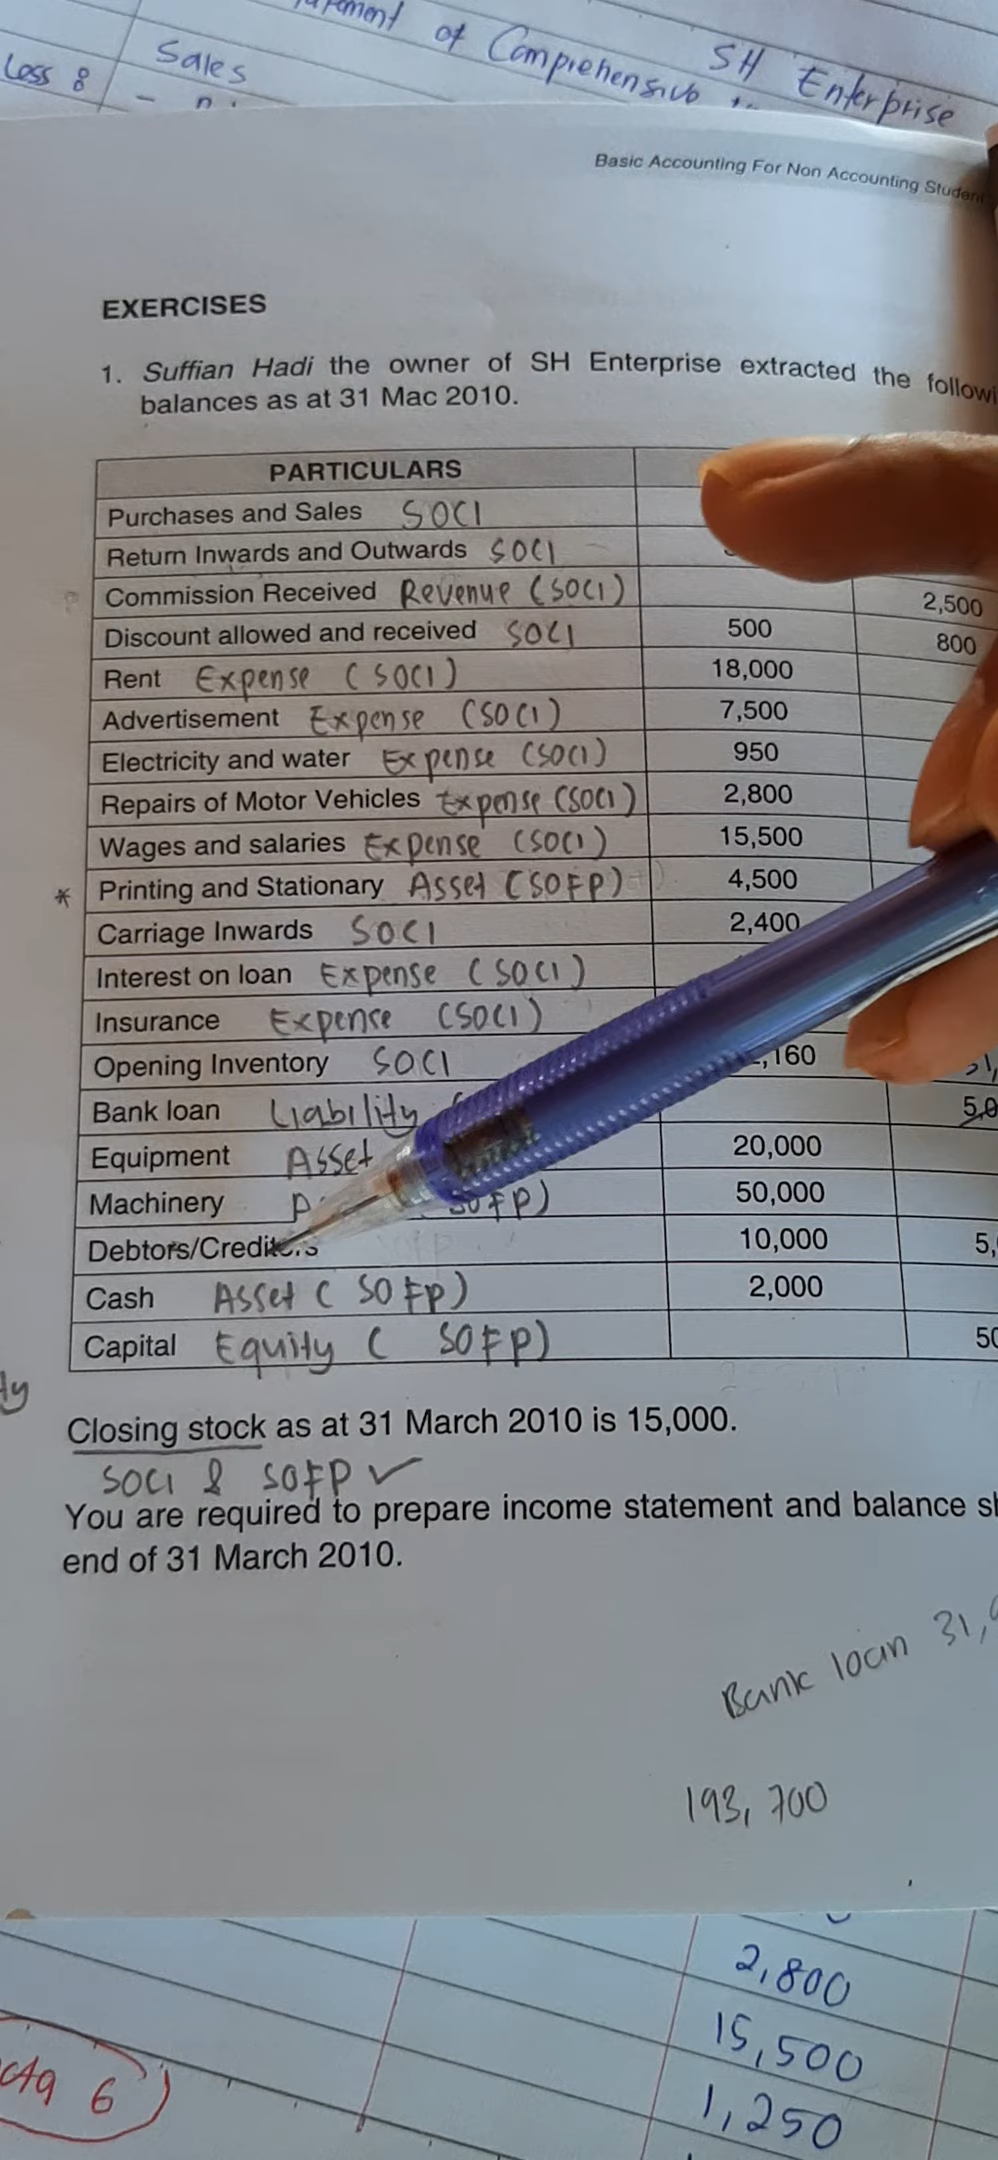 of Comprehensive
SH Enterprise
Loss
Sales
Basic Accounting For Non Accounting Student
EXERCISES
1. Suffian Hadi the owner of SH Enterprise extracted the
balances as at 31 Mac 2010.
PARTICULARS
Purchases and Sales SOCI
Return Inwards and Outwards SOCI
Commission Received Revenue (SOCI) 2,500
Discount allowed and received SOCI 500 800
Rent Expense (SOCI) 18,000
Advertisement Expense (SOCI) 7,500
Electricity and water Expense (SOCI) 950
Repairs of Motor Vehicles Expense (SOCI) 2,800
Wages and salaries Expense (SOCI) 15,500
* Printing and Stationary Asset (SOFP) 4,500
Carriage Inwards SOCI 2,400
Interest on loan Expense (SOCI)
Insurance Expense (SOCI)
Opening Inventory SOCI
Bank loan Liability
Equipment Asset 20,000
Machinery 50,000
Debtors/Creditors 10,000
Cash Asset (SOFP) 2,000
Capital Equity (SOFP)
Closing stock as at 31 March 2010 is 15,000.
SOCI & SOFP ✓
You are required to prepare income statement and balance
end of 31 March 2010.
Bank loan
193,700
2,800
15,500
1,250
6